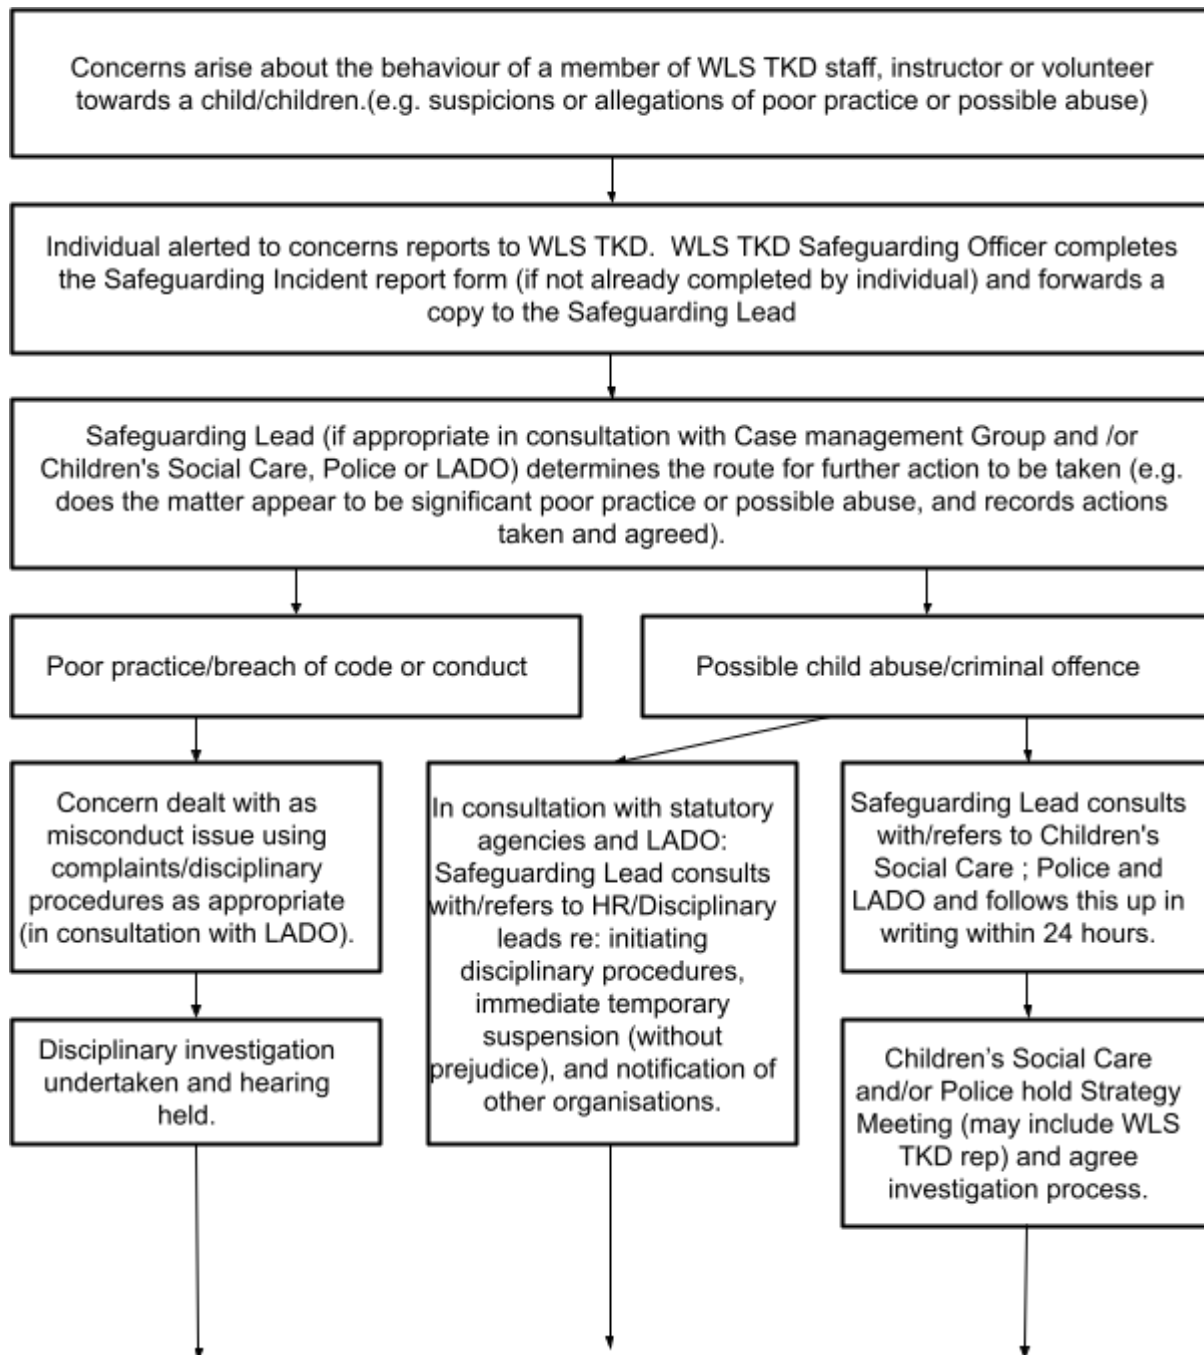 Concerns arise about the behaviour of a member of WLS TKD staff, instructor or volunteer
towards a child/children.(e.g. suspicions or allegations of poor practice or possible abuse)
Individual alerted to concerns reports to WLS TKD.  WLS TKD Safeguarding Officer completes
the Safeguarding Incident report form (if not already completed by individual) and forwards a
copy to the Safeguarding Lead
Safeguarding Lead (if appropriate in consultation with Case management Group and /or
Children's Social Care, Police or LADO) determines the route for further action to be taken (e.g.
does the matter appear to be significant poor practice or possible abuse, and records actions
taken and agreed).
Poor practice/breach of code or conduct
Possible child abuse/criminal offence
Concern dealt with as
misconduct issue using
complaints/disciplinary
procedures as appropriate
(in consultation with LADO).
In consultation with statutory
agencies and LADO:
Safeguarding Lead consults
with/refers to HR/Disciplinary
leads re: initiating
disciplinary procedures,
immediate temporary
suspension (without
prejudice), and notification of
other organisations.
Safeguarding Lead consults
with/refers to Children's
Social Care ; Police and
LADO and follows this up in
writing within 24 hours.
Disciplinary investigation
undertaken and hearing
held.
Children’s Social Care
and/or Police hold Strategy
Meeting (may include WLS
TKD rep) and agree
investigation process.